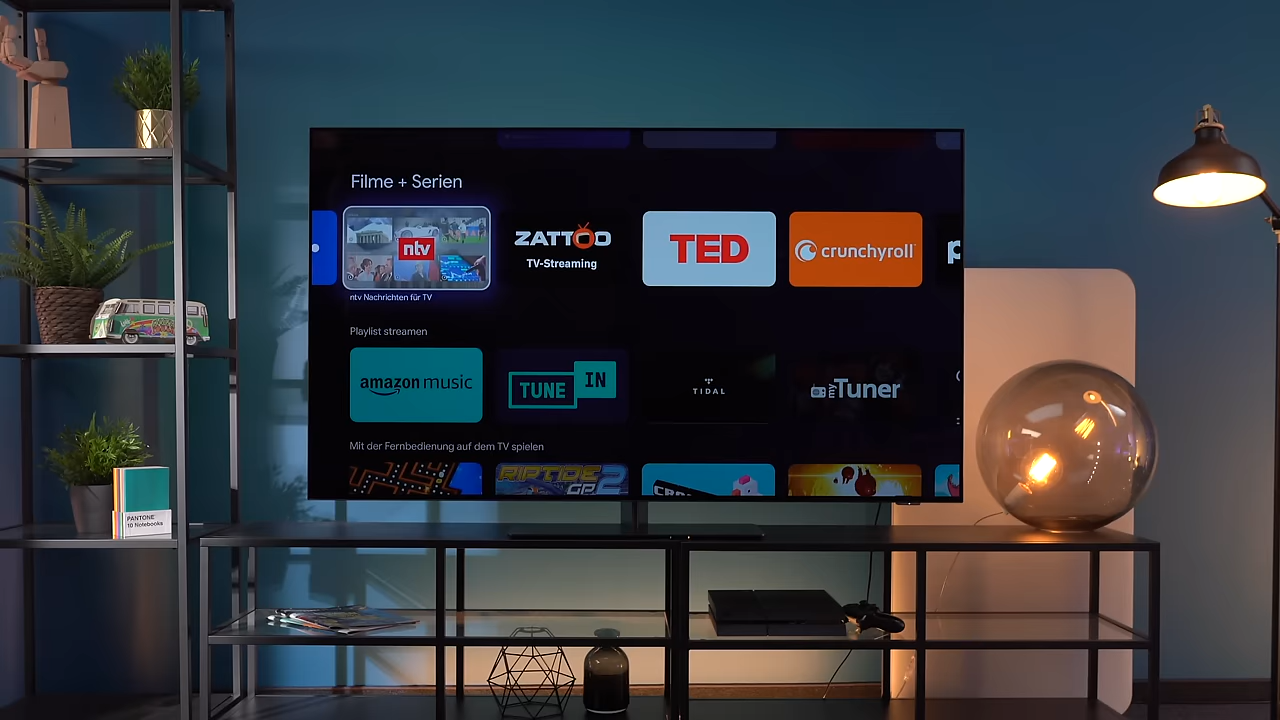 Filme + Serien
ntv
ZATTOO
TV-Streaming
TED
crunchyroll
ntv Nachrichten für TV
Playlist streamen
amazon music
TUNE IN
TIDAL
myTuner
Mit der Fernbedienung auf dem TV spielen
RIPTIDE
GP2
PANTONE
10 Notebooks